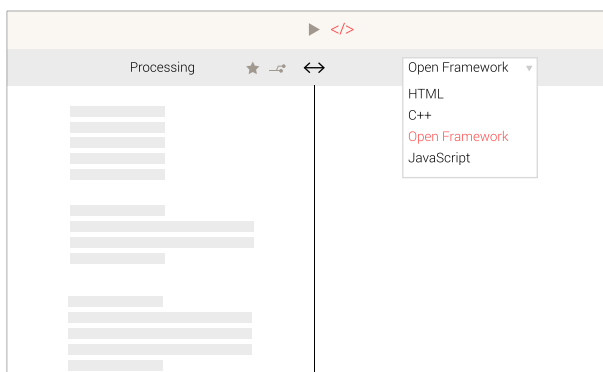 </>
Processing
Open Framework
HTML
C++
Open Framework
JavaScript